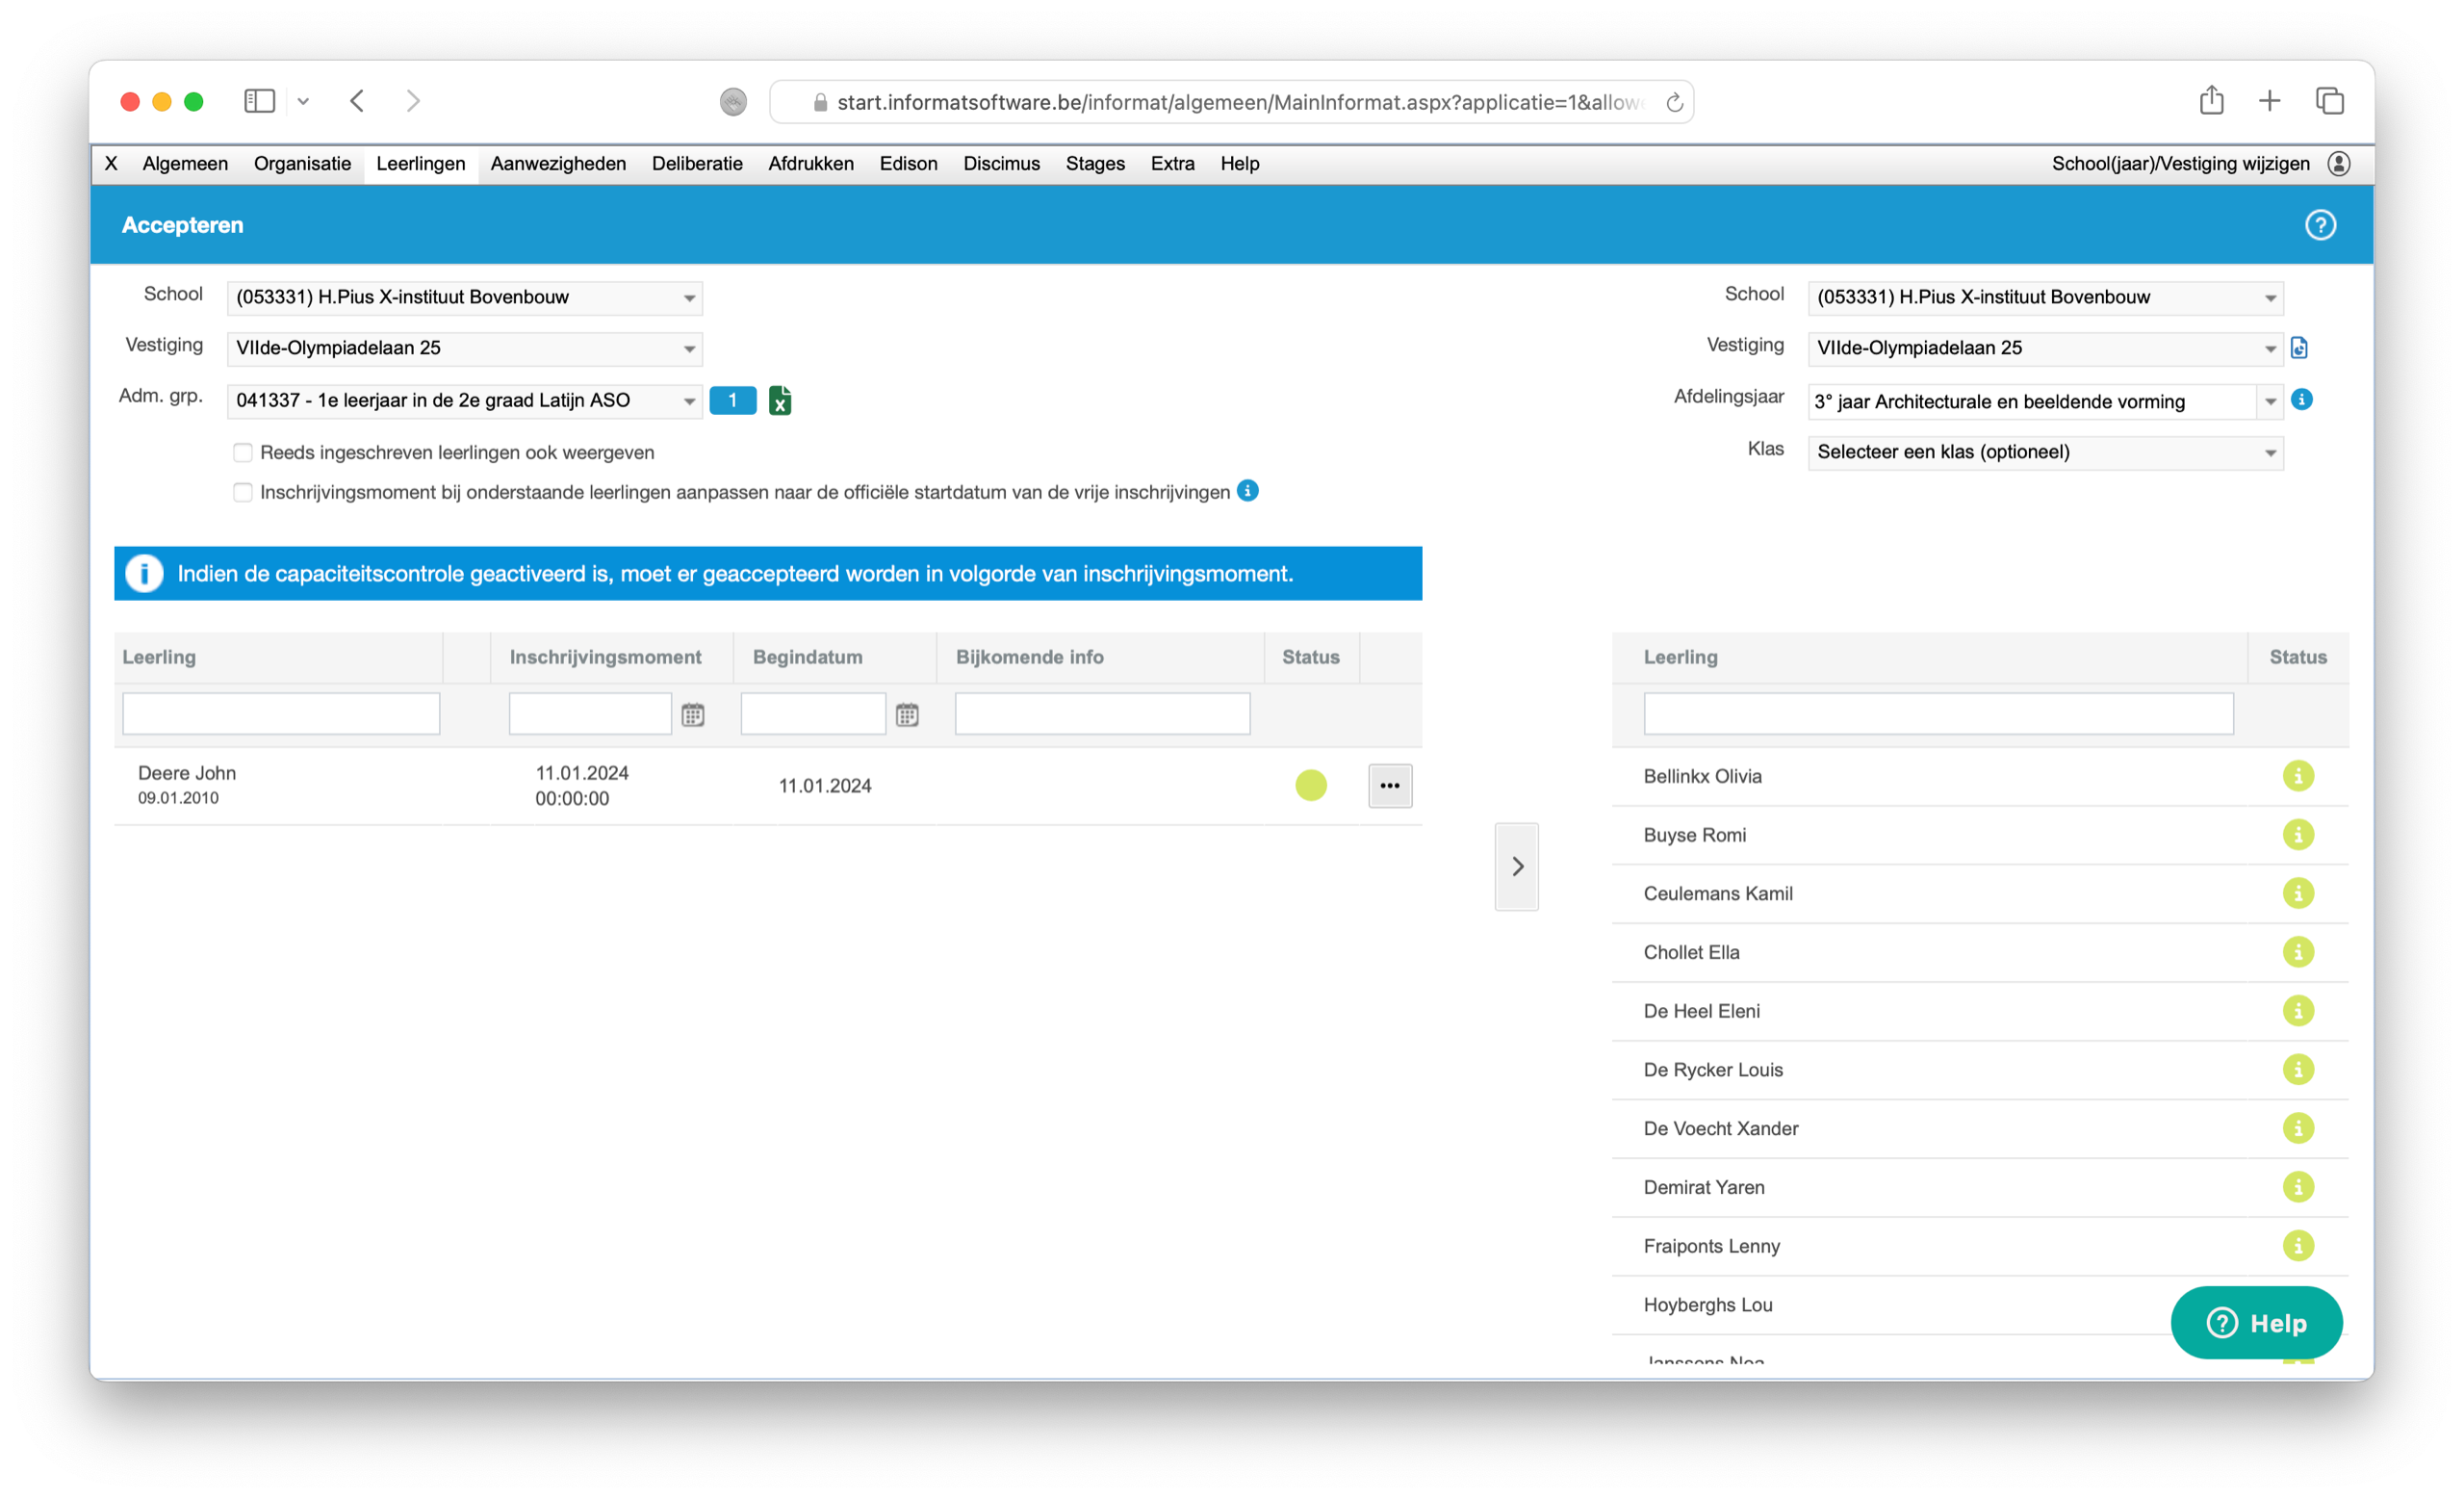 start.informatsoftware.be/informat/algemeen/MainInformat.aspx?applicatie=1&allow
X Algemeen Organisatie Leerlingen Aanwezigheden Deliberatie Afdrukken Edison Discimus Stages Extra Help School(jaar)/Vestiging wijzigen
Accepteren
School (053331) H.Pius X-instituut Bovenbouw
Vestiging VIIde-Olympiadelaan 25
Adm. grp. 041337 - 1e leerjaar in de 2e graad Latijn ASO 1
Reeds ingeschreven leerlingen ook weergeven
Inschrijvingsmoment bij onderstaande leerlingen aanpassen naar de officiële startdatum van de vrije inschrijvingen
School (053331) H.Pius X-instituut Bovenbouw
Vestiging VIIde-Olympiadelaan 25
Afdelingsjaar 3° jaar Architecturale en beeldende vorming
Klas Selecteer een klas (optioneel)
Indien de capaciteitscontrole geactiveerd is, moet er geaccepteerd worden in volgorde van inschrijvingsmoment.
Leerling Inschrijvingsmoment Begindatum Bijkomende info Status
Deere John 11.01.2024 11.01.2024
09.01.2010 00:00:00
Leerling Status
Bellinkx Olivia
Buyse Romi
Ceulemans Kamil
Chollet Ella
De Heel Eleni
De Rycker Louis
De Voecht Xander
Demirat Yaren
Fraiponts Lenny
Hoyberghs Lou
Janssens Noa
Help